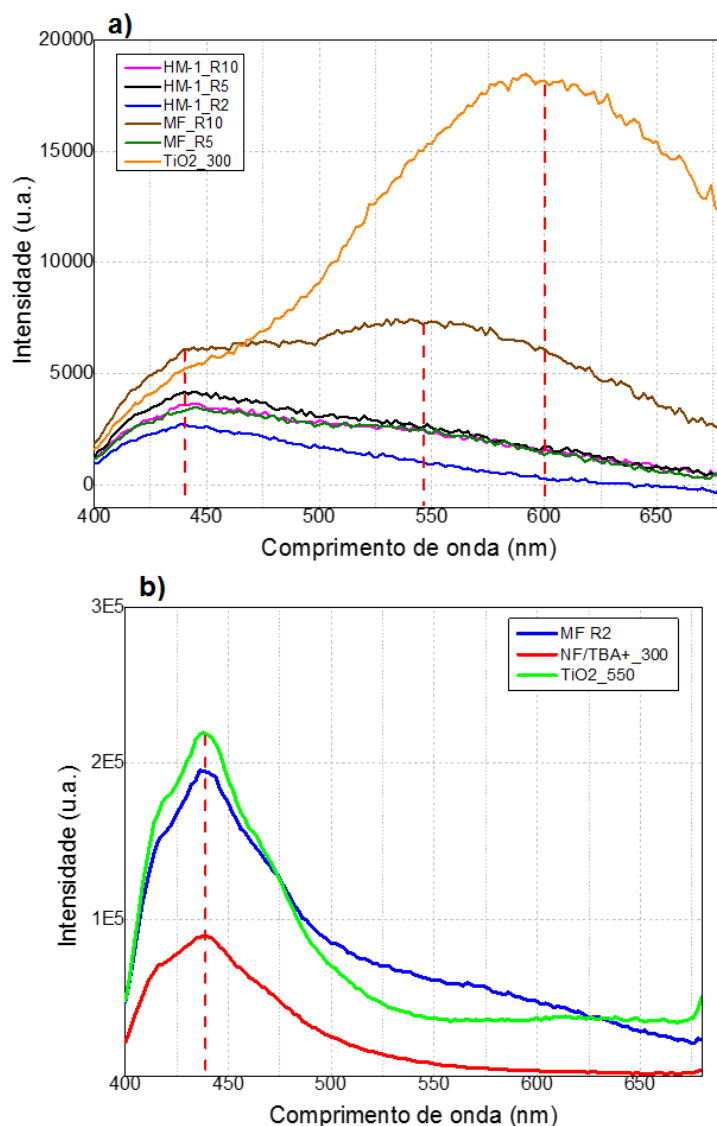 a)
20000
15000
10000
5000
0
Intensidade (u.a.)
HM-1_R10
HM-1_R5
HM-1_R2
MF_R10
MF_R5
TiO2_300
400
450
500
550
600
650
Comprimento de onda (nm)
b)
3E5
2E5
1E5
Intensidade (u.a.)
MF R2
NF/TBA+_300
TiO2_550
400
450
500
550
600
650
Comprimento de onda (nm)